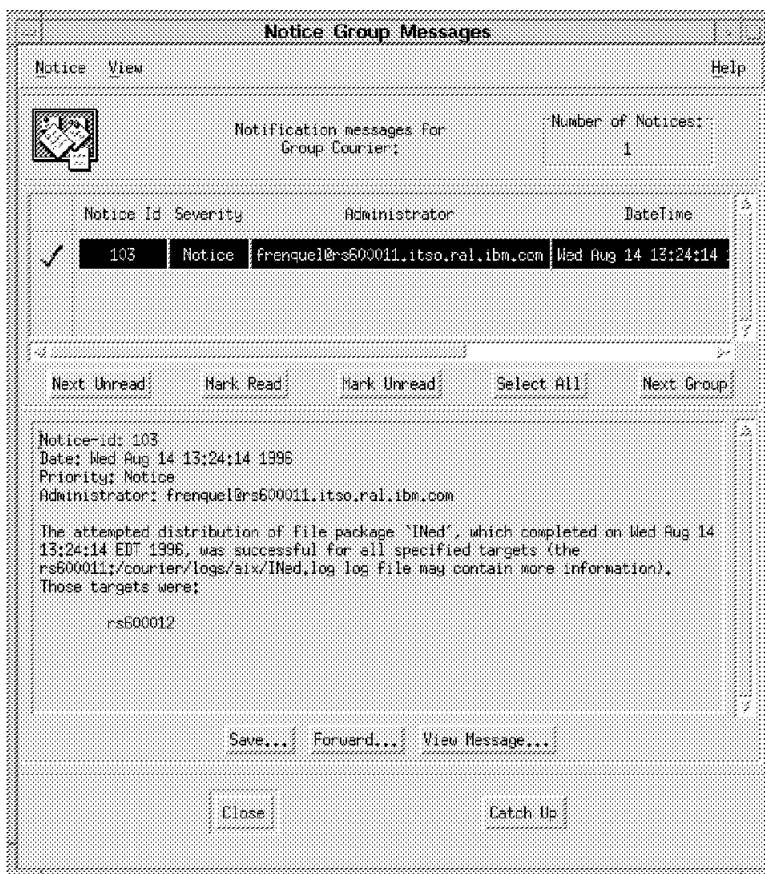 Notice Group Messages
Notice View Help
Notification messages for
Group Courier:
Number of Notices:
1
Notice Id Severity Administrator DateTime
103 Notice frenquel@rs600011.itso.ral.ibm.com Wed Aug 14 13:24:14
Next Unread Mark Read Mark Unread Select All Next Group
Notice-id: 103
Date: Wed Aug 14 13:24:14 1996
Priority: Notice
Administrator: frenquel@rs600011.itso.ral.ibm.com
The attempted distribution of file package `INed', which completed on Wed Aug 14
13:24:14 EDT 1996, was successful for all specified targets (the
rs600011:/courier/logs/aix/INed.log log file may contain more information).
Those targets were:
rs600012
Save... Forward... View Message...
Close Catch Up